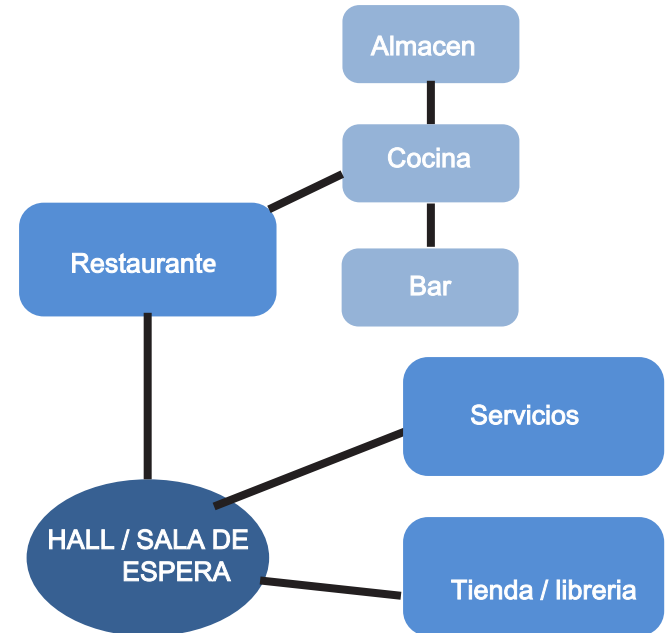 Almacen
Cocina
Restaurante
Bar
Servicios
HALL / SALA DE
ESPERA
Tienda / libreria